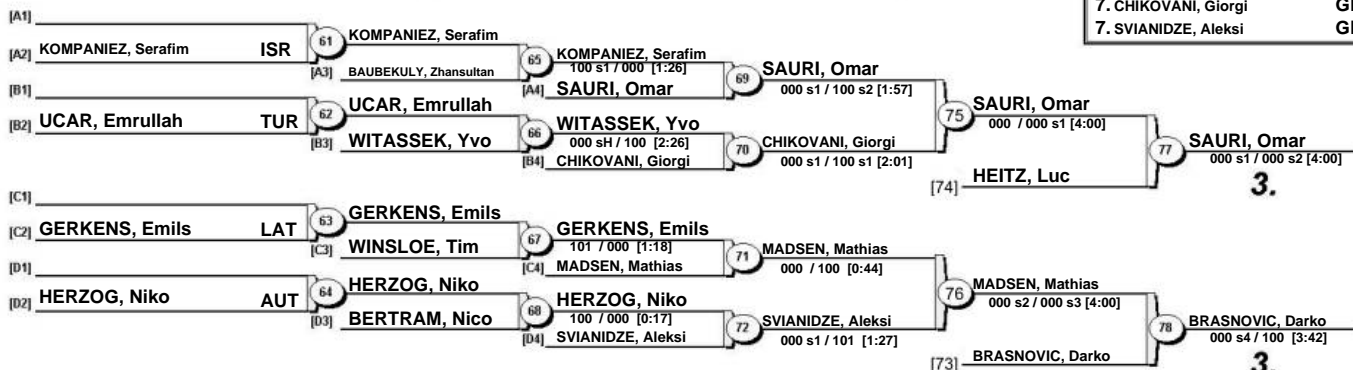 7. CHIKOVANI, Giorgi
7. SVIANIDZE, Aleksi
[A1]
[A2] KOMPANIEZ, Serafim ISR
61
KOMPANIEZ, Serafim
[A3] BAUBEKULY, Zhansultan
65
KOMPANIEZ, Serafim
100 s1 / 000 [1:26]
[A4] SAURI, Omar
69
SAURI, Omar
000 s1 / 100 s2 [1:57]
[B1]
[B2] UCAR, Emrullah TUR
62
UCAR, Emrullah
[B3] WITASSEK, Yvo
66
WITASSEK, Yvo
000 sH / 100 [2:26]
[B4] CHIKOVANI, Giorgi
70
CHIKOVANI, Giorgi
000 s1 / 100 s1 [2:01]
75
SAURI, Omar
000 / 000 s1 [4:00]
[74] HEITZ, Luc
77
SAURI, Omar
000 s1 / 000 s2 [4:00]
3.
[C1]
[C2] GERKENS, Emils LAT
63
GERKENS, Emils
[C3] WINSLOE, Tim
67
GERKENS, Emils
101 / 000 [1:18]
[C4] MADSEN, Mathias
71
MADSEN, Mathias
000 / 100 [0:44]
[D1]
[D2] HERZOG, Niko AUT
64
HERZOG, Niko
[D3] BERTRAM, Nico
68
HERZOG, Niko
100 / 000 [0:17]
[D4] SVIANIDZE, Aleksi
72
SVIANIDZE, Aleksi
000 s1 / 101 [1:27]
76
MADSEN, Mathias
000 s2 / 000 s3 [4:00]
[73] BRASNOVIC, Darko
78
BRASNOVIC, Darko
000 s4 / 100 [3:42]
3.